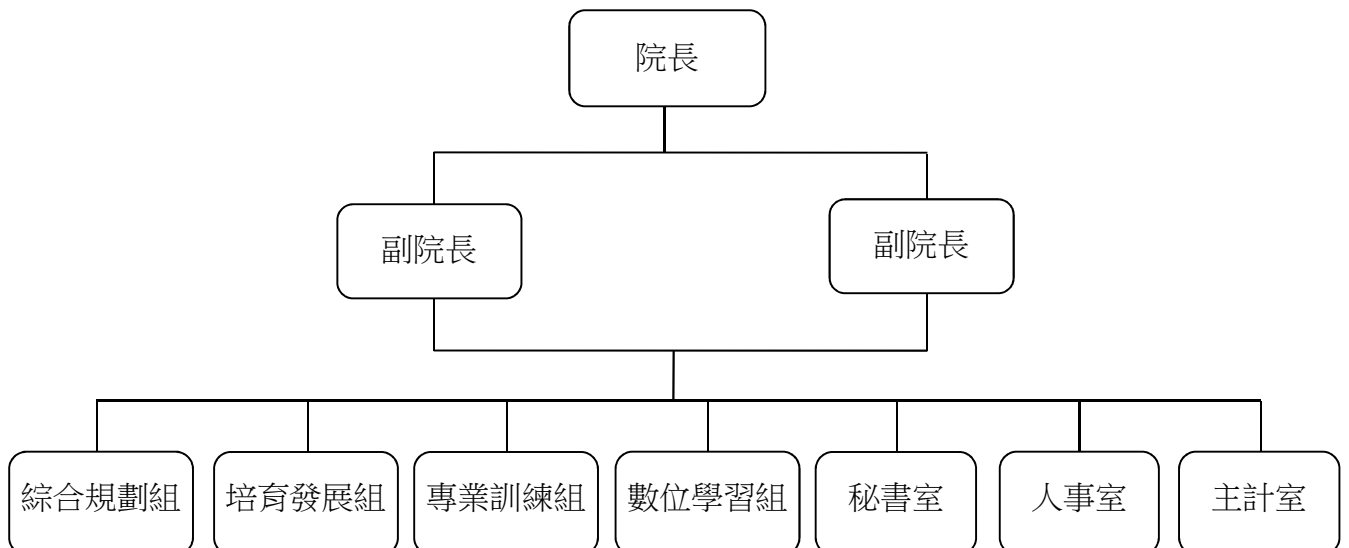 院長
副院長
副院長
綜合規劃組
培育發展組
專業訓練組
數位學習組
秘書室
人事室
主計室